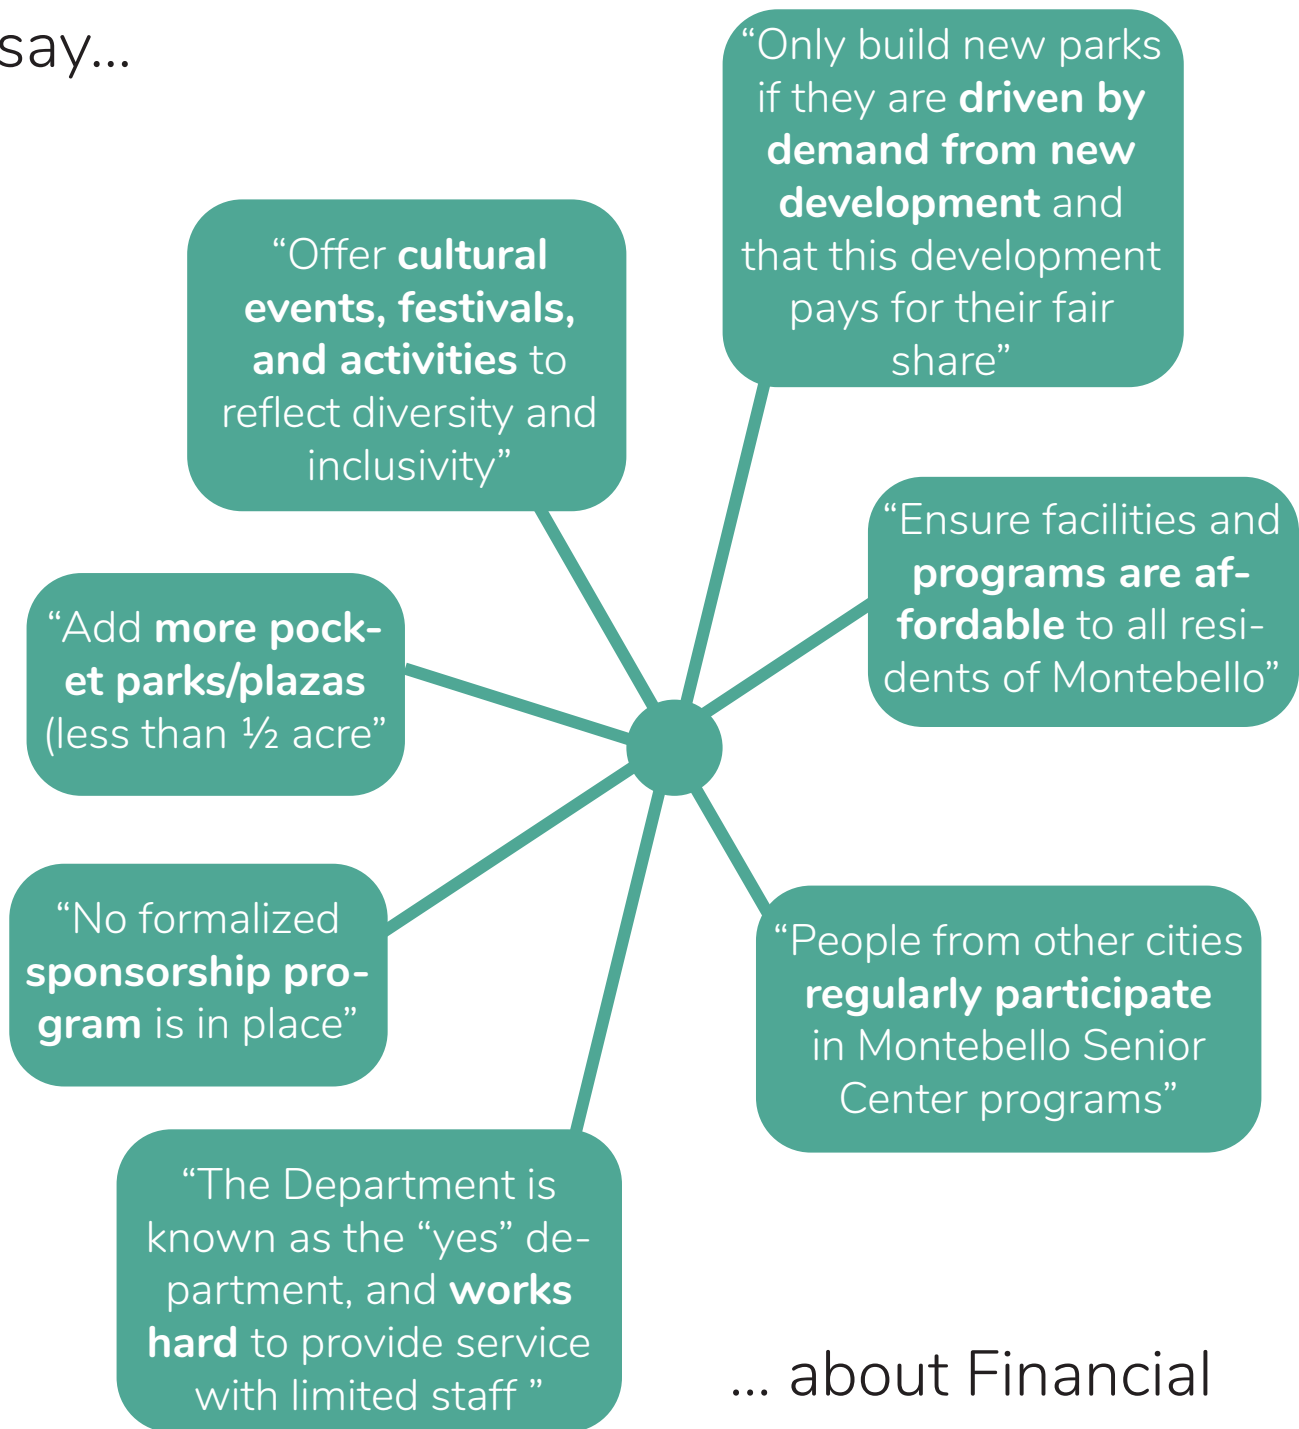 say...
“Only build new parks
if they are driven by
demand from new
development and
that this development
pays for their fair
share”
“Offer cultural
events, festivals,
and activities to
reflect diversity and
inclusivity”
“Ensure facilities and
programs are af-
fordable to all resi-
dents of Montebello”
“Add more pock-
et parks/plazas
(less than ½ acre”
“No formalized
sponsorship pro-
gram is in place”
“People from other cities
regularly participate
in Montebello Senior
Center programs”
“The Department is
known as the “yes” de-
partment, and works
hard to provide service
with limited staff ”
... about Financial